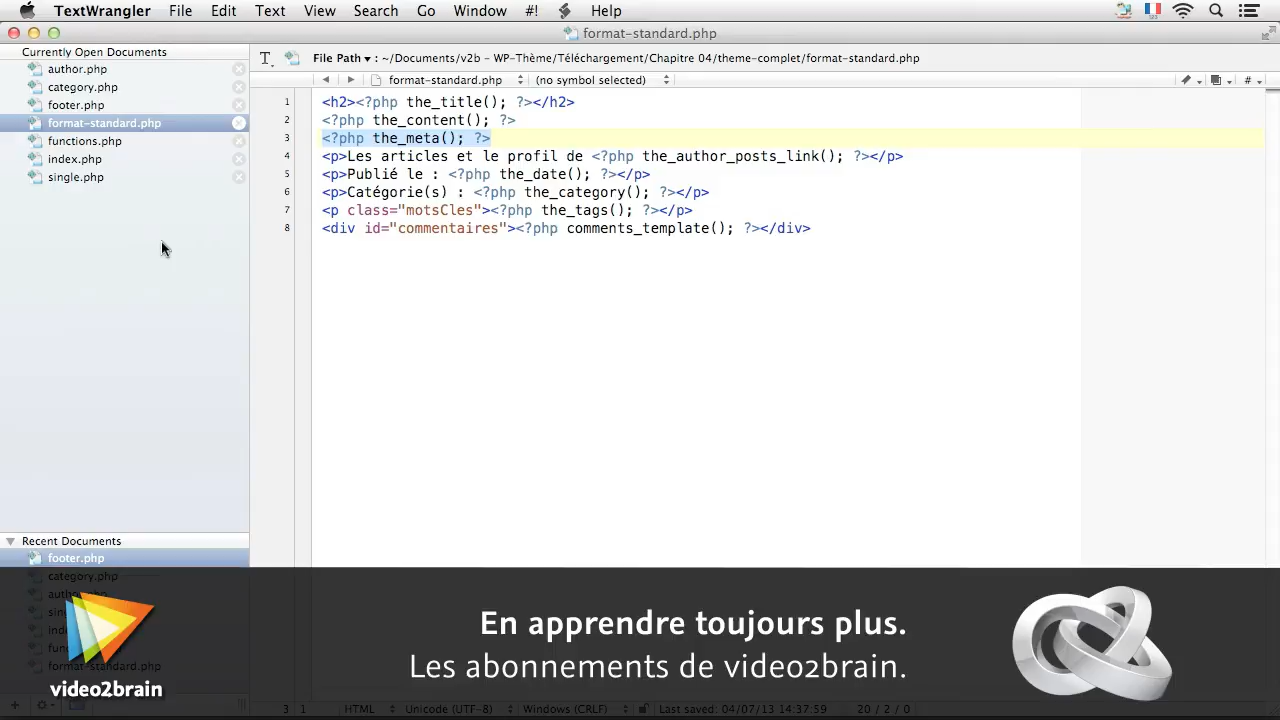 TextWrangler File Edit Text View Search Go Window #! Help
format-standard.php
Currently Open Documents
author.php
category.php
footer.php
format-standard.php
functions.php
index.php
single.php
File Path ▾ : ~/Documents/v2b - WP-Thème/Téléchargement/Chapitre 04/theme-complet/format-standard.php
format-standard.php (no symbol selected) #
1 <h2><?php the_title(); ?></h2>
2 <?php the_content(); ?>
3 <?php the_meta(); ?>
4 <p>Les articles et le profil de <?php the_author_posts_link(); ?></p>
5 <p>Publié le : <?php the_date(); ?></p>
6 <p>Catégorie(s) : <?php the_category(); ?></p>
7 <p class="motsCles"><?php the_tags(); ?></p>
8 <div id="commentaires"><?php comments_template(); ?></div>
Recent Documents
footer.php
category.php
format-standard.php
En apprendre toujours plus.
Les abonnements de video2brain.
video2brain
3 1 HTML Unicode (UTF-8) Windows (CRLF) Last saved: 04/07/13 14:37:59 20 / 2 / 0